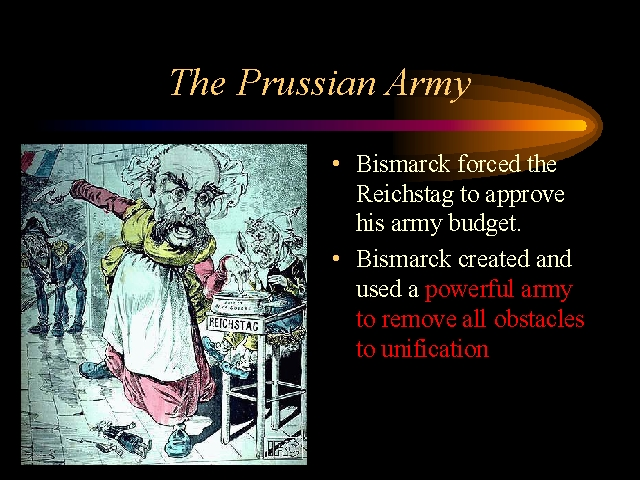 The Prussian Army
• Bismarck forced the
Reichstag to approve
his army budget.
• Bismarck created and
used a powerful army
to remove all obstacles
to unification
REICHSTAG